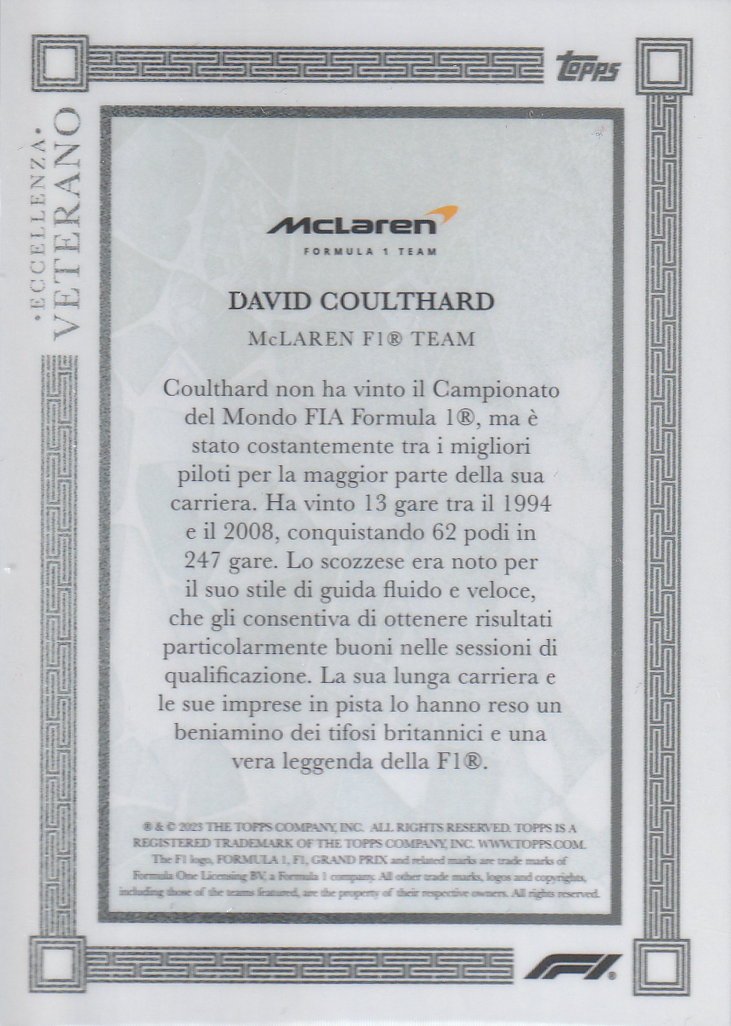 topps
·ECCELLENZA·
VETERANO
McLaren
FORMULA 1 TEAM
DAVID COULTHARD
McLAREN F1® TEAM
Coulthard non ha vinto il Campionato
del Mondo FIA Formula 1®, ma è
stato costantemente tra i migliori
piloti per la maggior parte della sua
carriera. Ha vinto 13 gare tra il 1994
e il 2008, conquistando 62 podi in
247 gare. Lo scozzese era noto per
il suo stile di guida fluido e veloce,
che gli consentiva di ottenere risultati
particolarmente buoni nelle sessioni di
qualificazione. La sua lunga carriera e
le sue imprese in pista lo hanno reso un
beniamino dei tifosi britannici e una
vera leggenda della F1®.
® & © 2023 THE TOPPS COMPANY, INC. ALL RIGHTS RESERVED. TOPPS IS A
REGISTERED TRADEMARK OF THE TOPPS COMPANY, INC. WWW.TOPPS.COM.
The F1 logo, FORMULA 1, F1, GRAND PRIX and related marks are trade marks of
Formula One Licensing BV, a Formula 1 company. All other trade marks, logos and copyrights,
including those of the teams featured, are the property of their respective owners. All rights reserved.
F1®